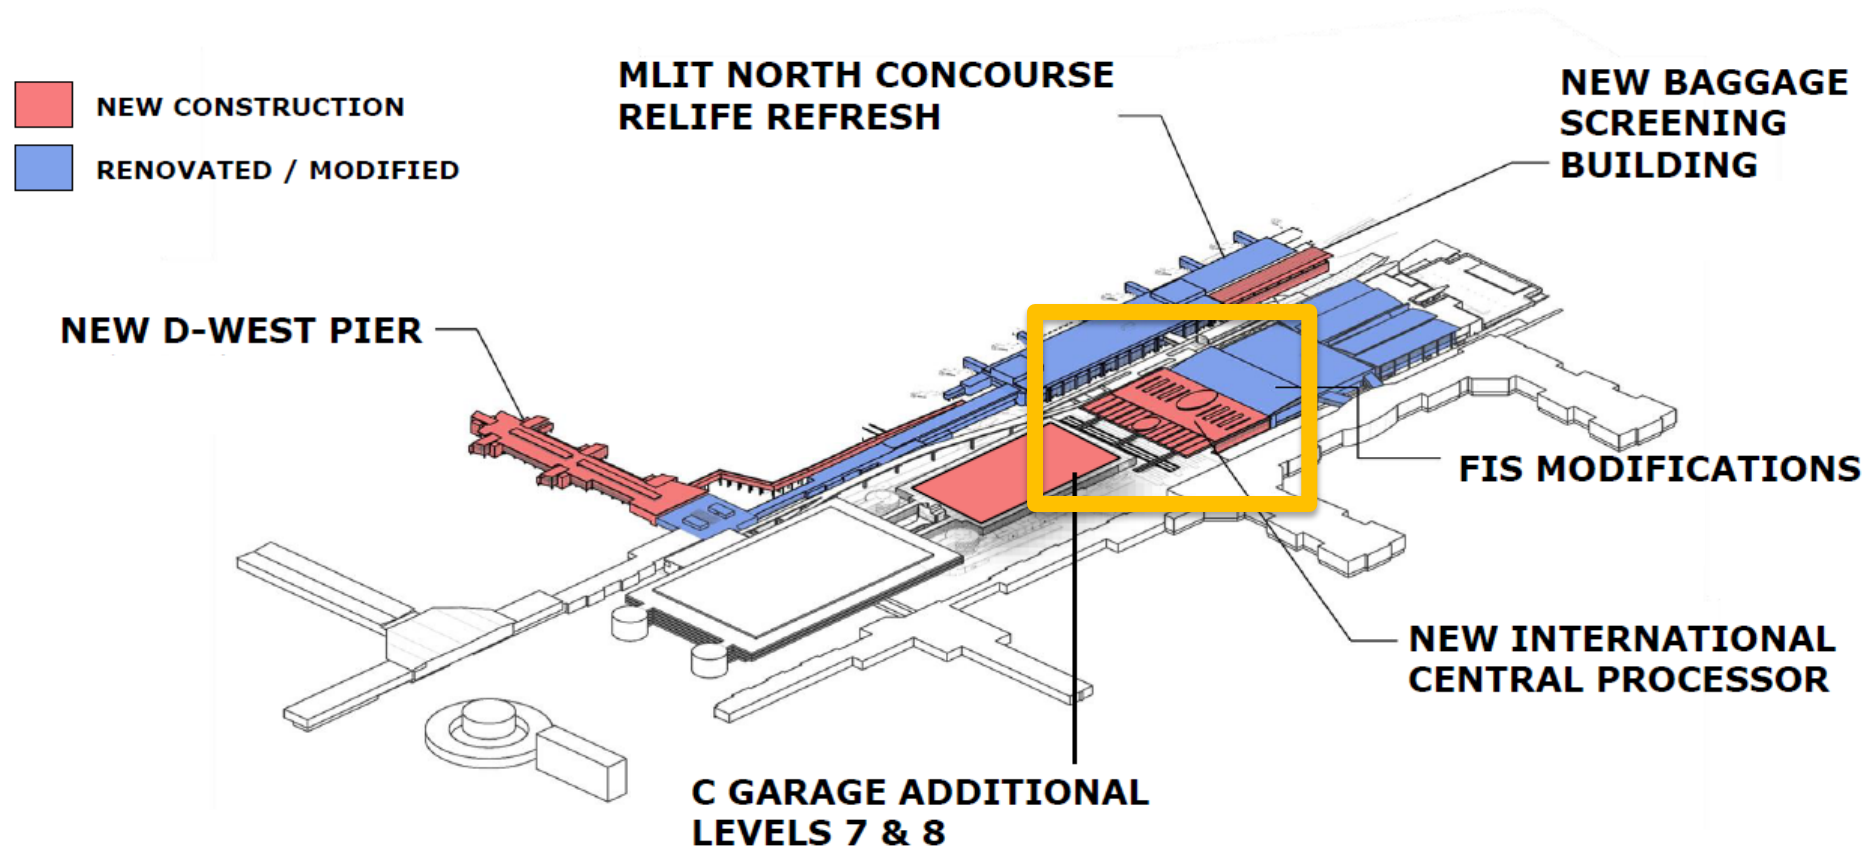 NEW CONSTRUCTION
RENOVATED / MODIFIED
MLIT NORTH CONCOURSE
RELIFE REFRESH
NEW BAGGAGE
SCREENING
BUILDING
NEW D-WEST PIER
FIS MODIFICATIONS
NEW INTERNATIONAL
CENTRAL PROCESSOR
C GARAGE ADDITIONAL
LEVELS 7 & 8